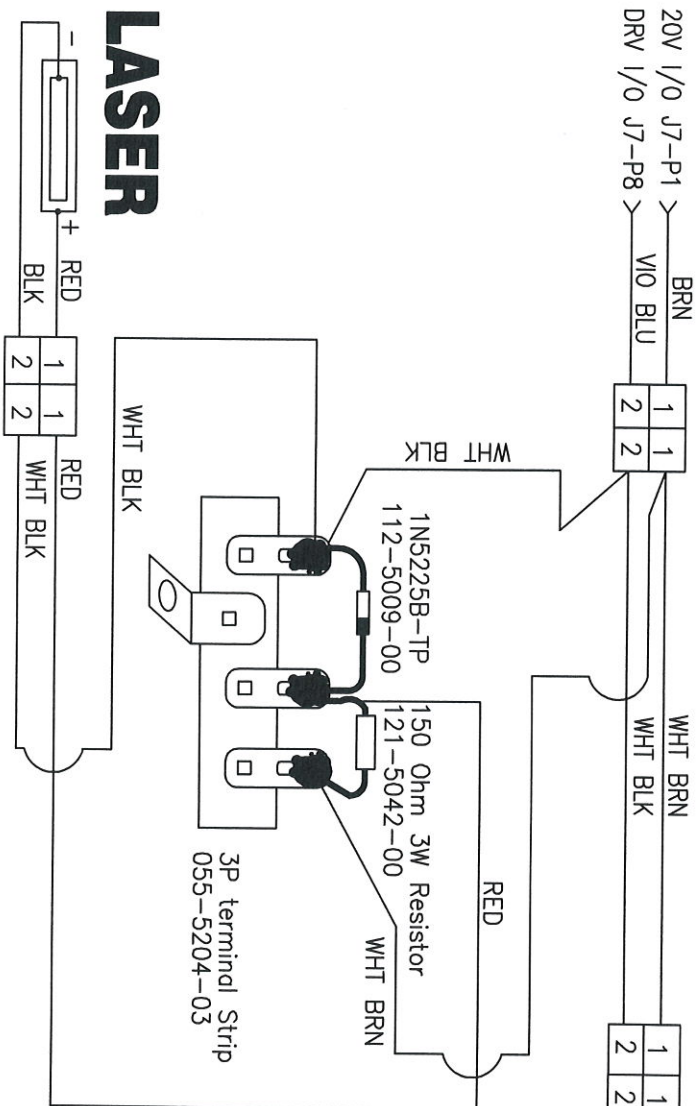 20V I/O J7-P1
DRV I/O J7-P8
BRN
VIO BLU
1 1
2 2
WHT BRN
WHT BLK
1 1
2 2
WHT BLK
1N5225B-TP
112-5009-00
150 Ohm 3W Resistor
121-5042-00
RED
WHT BRN
3P terminal Strip
055-5204-03
WHT BLK
LASER
- +
RED
BLK
1 1
2 2
RED
WHT BLK